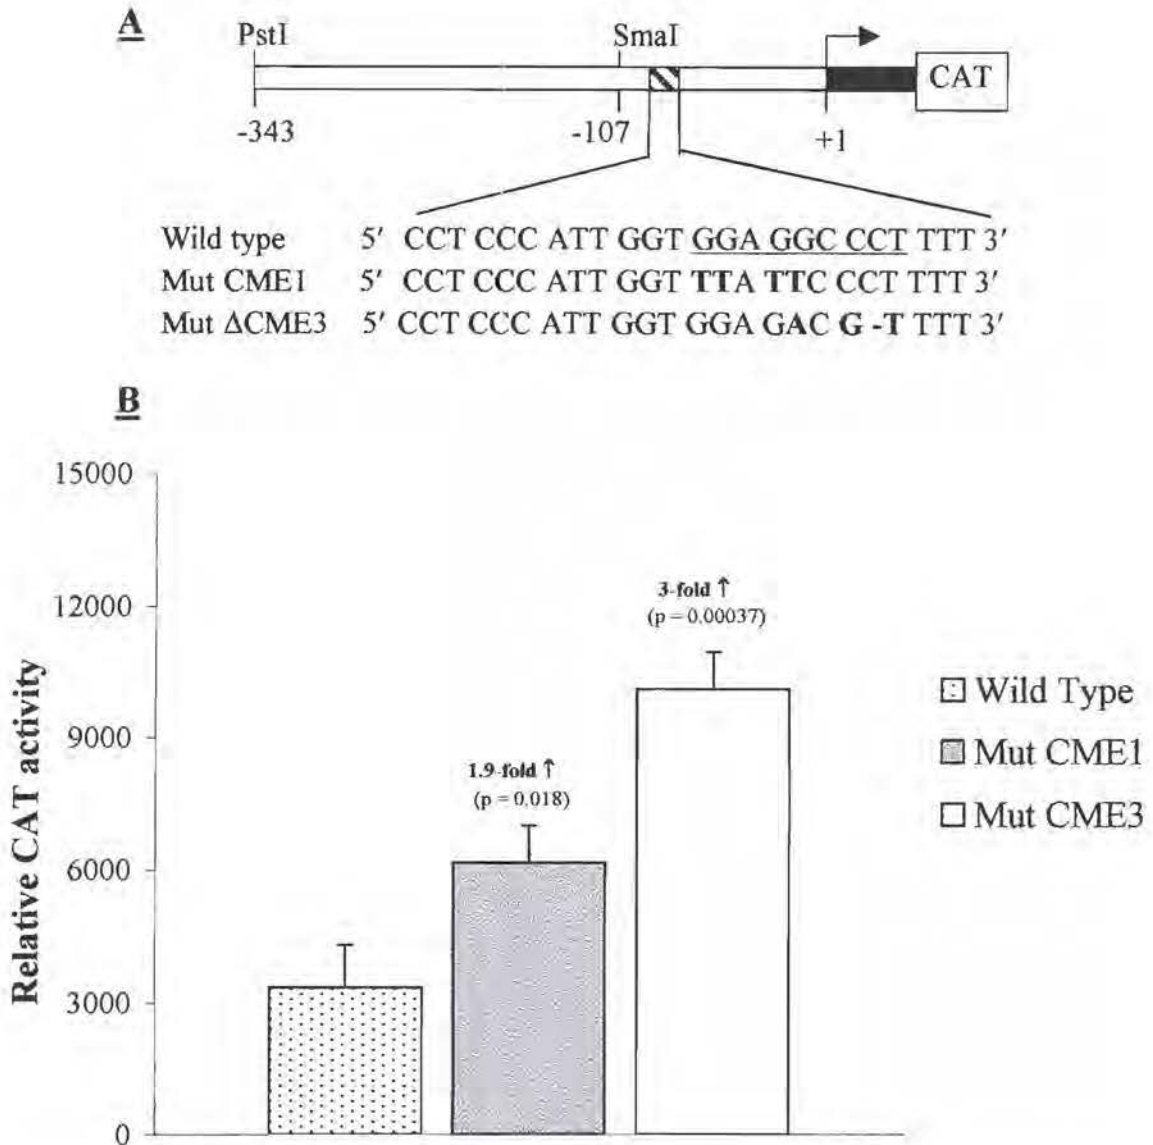 A
PstI
SmaI
CAT
-343
-107
+1
Wild type 5′ CCT CCC ATT GGT GGA GGC CCT TTT 3′
Mut CME1 5′ CCT CCC ATT GGT TTA TTC CCT TTT 3′
Mut ΔCME3 5′ CCT CCC ATT GGT GGA GAC G -T TTT 3′
B
Relative CAT activity
15000
12000
9000
6000
3000
0
1.9-fold ↑
(p = 0.018)
3-fold ↑
(p = 0.00037)
Wild Type
Mut CME1
Mut CME3